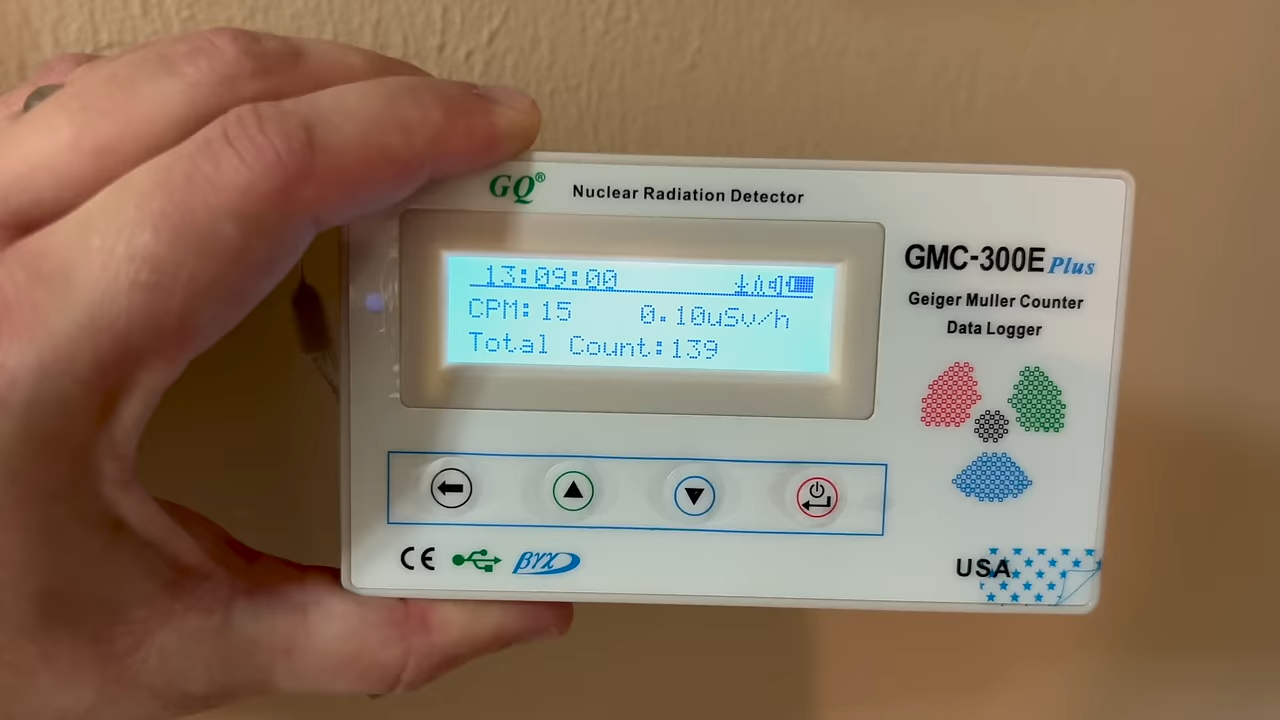 GQ® Nuclear Radiation Detector
13:09:00
CPM:15 0.10uSv/h
Total Count:139
GMC-300E Plus
Geiger Muller Counter
Data Logger
CE βγχ
USA